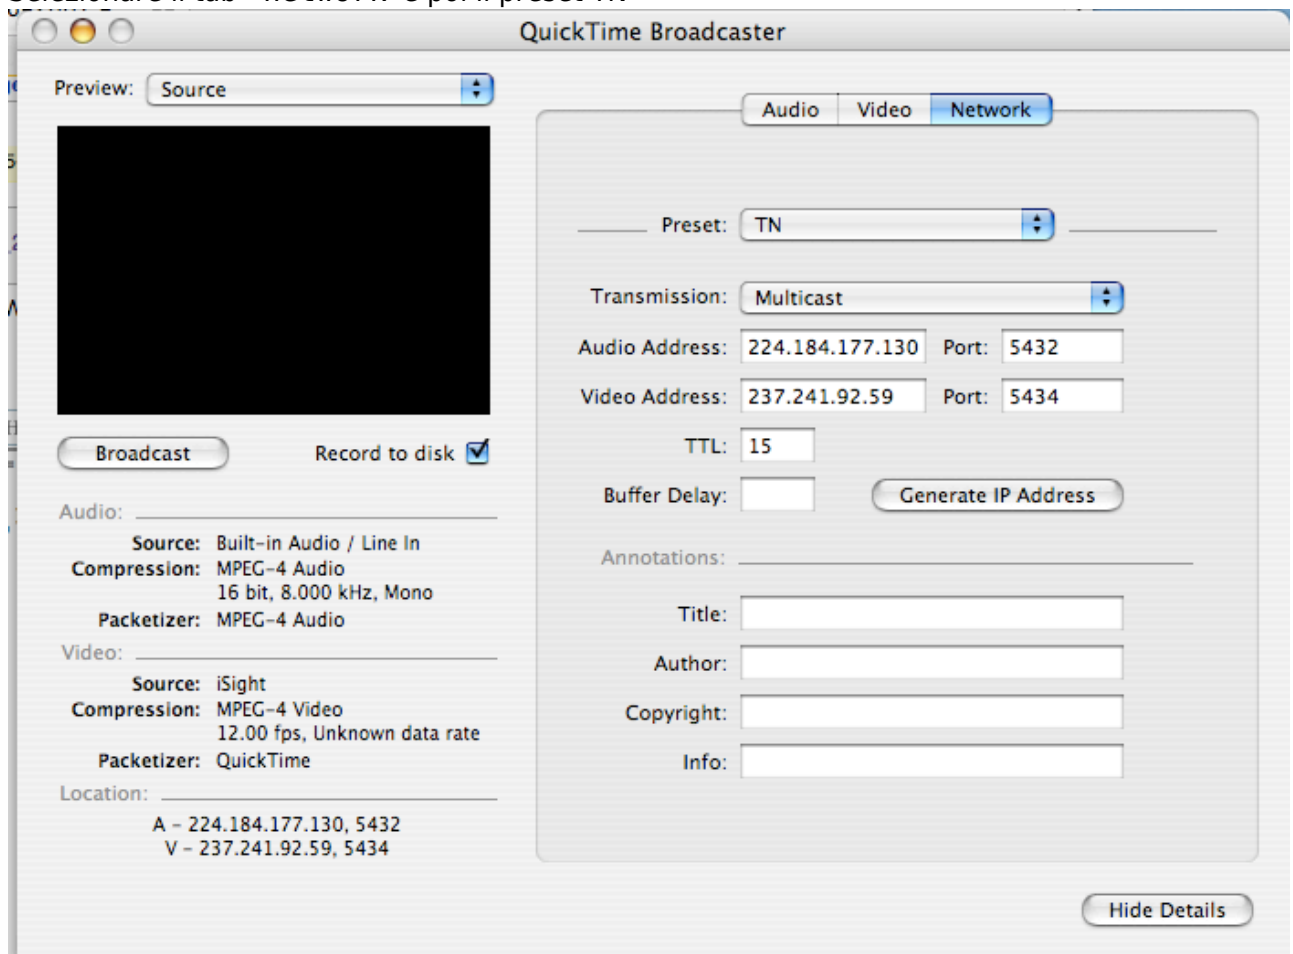 QuickTime Broadcaster
Preview: Source
Audio Video Network
Preset: TN
Transmission: Multicast
Audio Address: 224.184.177.130 Port: 5432
Video Address: 237.241.92.59 Port: 5434
TTL: 15
Buffer Delay: Generate IP Address
Broadcast Record to disk
Audio:
Source: Built-in Audio / Line In
Compression: MPEG-4 Audio
16 bit, 8.000 kHz, Mono
Packetizer: MPEG-4 Audio
Video:
Source: iSight
Compression: MPEG-4 Video
12.00 fps, Unknown data rate
Packetizer: QuickTime
Location:
A - 224.184.177.130, 5432
V - 237.241.92.59, 5434
Annotations:
Title:
Author:
Copyright:
Info:
Hide Details